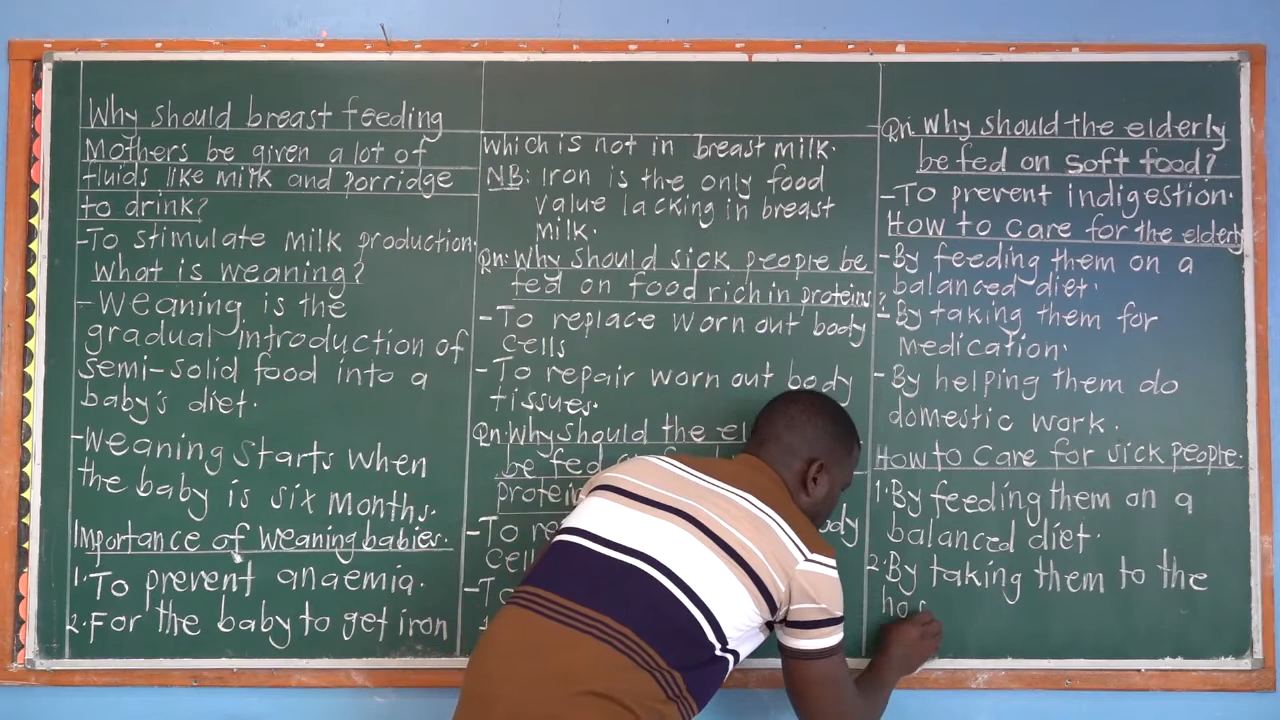 Why should breast feeding
Mothers be given a lot of
fluids like milk and porridge
to drink?
-To stimulate milk production.
What is weaning?
-Weaning is the
gradual introduction of
semi-solid food into a
baby's diet.
-Weaning starts when
the baby is six months.
Importance of weaning babies.
1.To prevent anaemia.
2.For the baby to get iron
which is not in breast milk.
NB: Iron is the only food
value lacking in breast
milk.
Qn: Why should sick people be
fed on food rich in proteins?
-To replace worn out body
cells
-To repair worn out body
tissues.
Qn: Why should the
be fed
-To
Qn. Why should the elderly
be fed on soft food?
-To prevent indigestion.
How to care for the elderly
-By feeding them on a
balanced diet.
-By taking them for
medication.
-By helping them do
domestic work.
How to care for sick people.
1.By feeding them on a
balanced diet.
2.By taking them to the